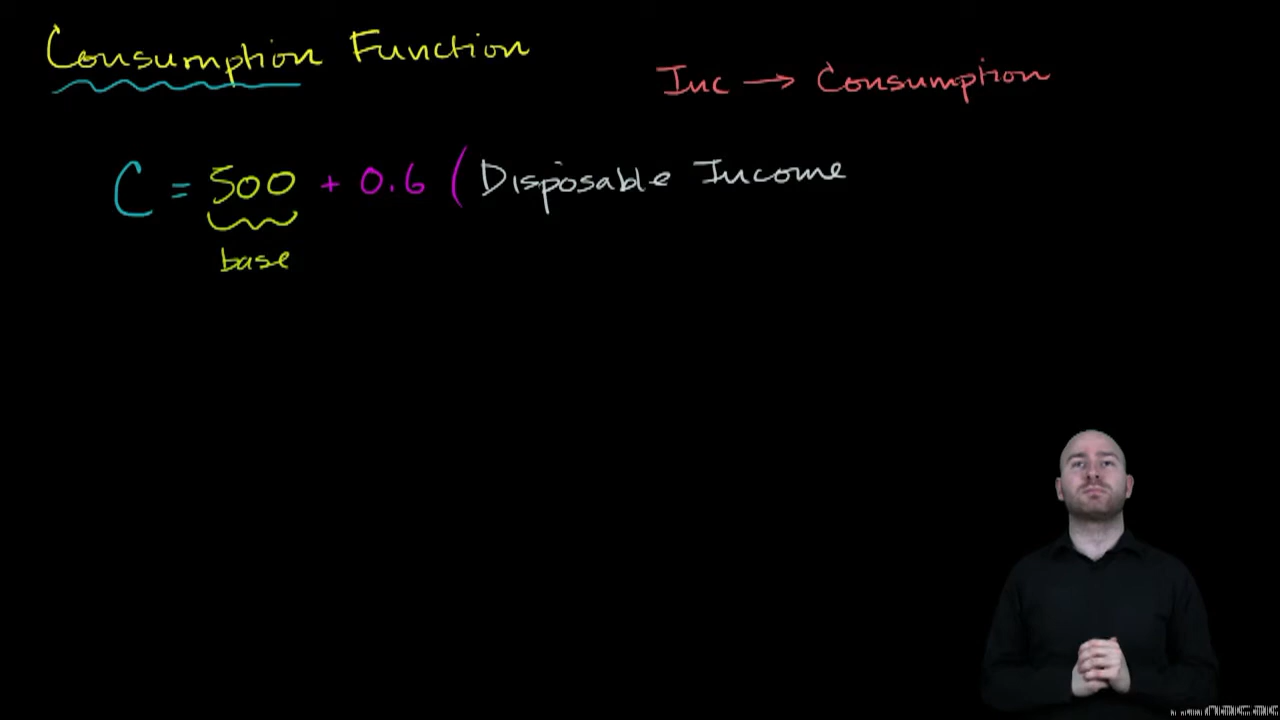 Consumption Function
Inc → Consumption
C = 500 + 0.6 (Disposable Income
base